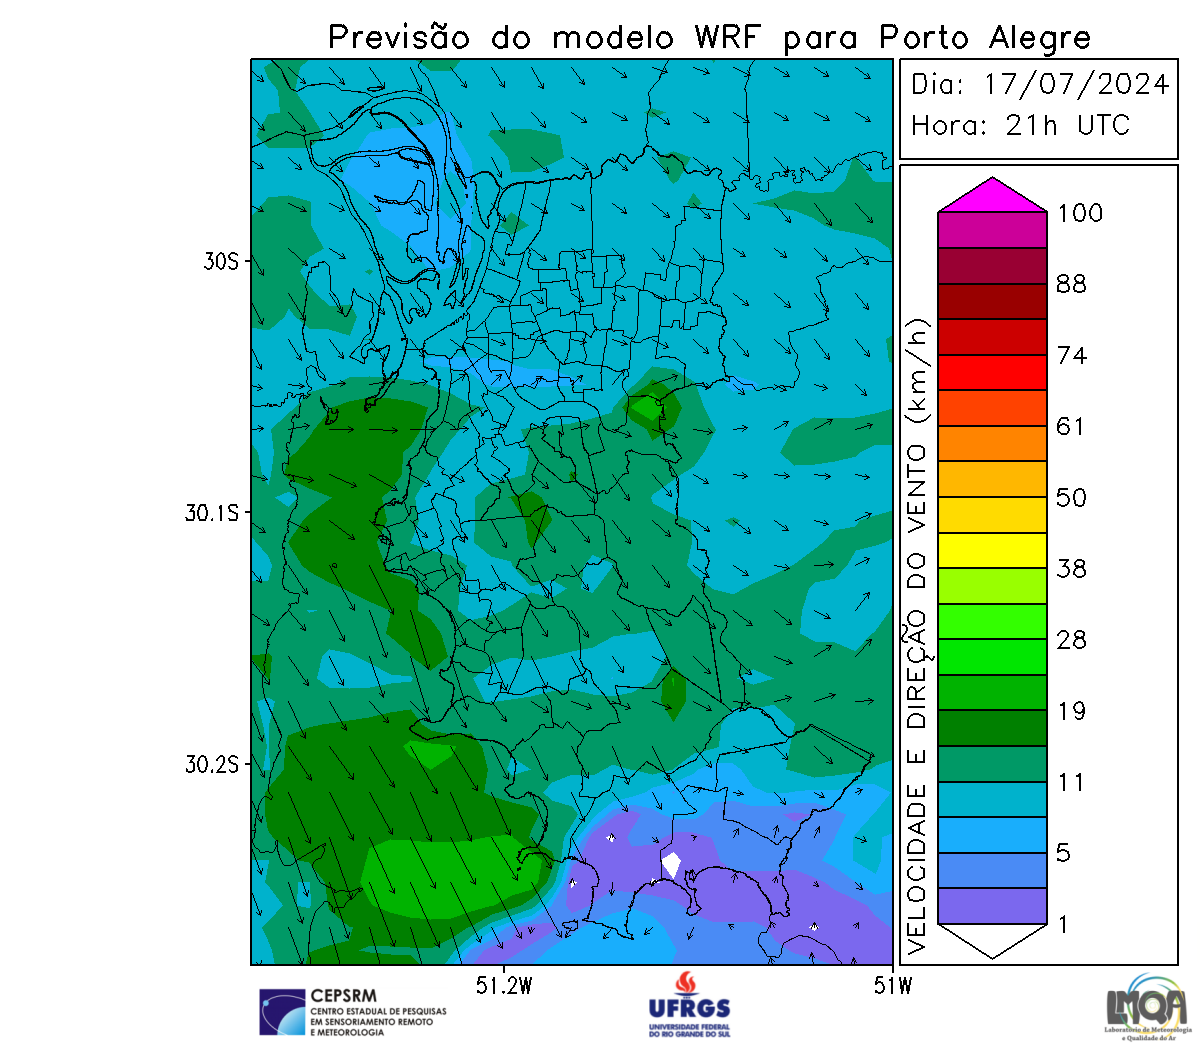 Previsão do modelo WRF para Porto Alegre
Dia: 17/07/2024
Hora: 21h UTC
30S
30.1S
30.2S
51.2W
51W
VELOCIDADE E DIREÇÃO DO VENTO (km/h)
100
88
74
61
50
38
28
19
11
5
1
CEPSRM
CENTRO ESTADUAL DE PESQUISAS
EM SENSORIAMENTO REMOTO
E METEOROLOGIA
UFRGS
UNIVERSIDADE FEDERAL
DO RIO GRANDE DO SUL
LMQA
Laboratório de Meteorologia
e Qualidade do Ar